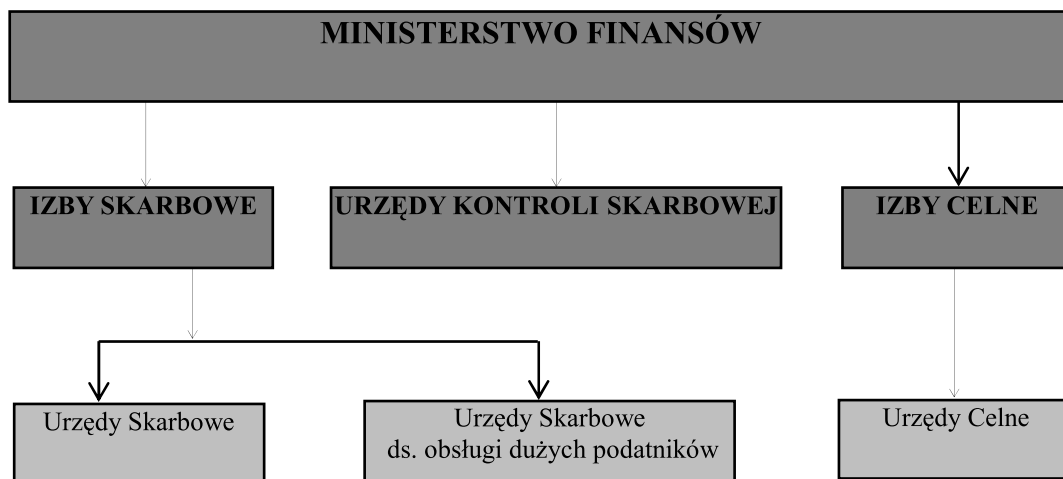 MINISTERSTWO FINANSÓW
IZBY SKARBOWE
URZĘDY KONTROLI SKARBOWEJ
IZBY CELNE
Urzędy Skarbowe
Urzędy Skarbowe
ds. obsługi dużych podatników
Urzędy Celne